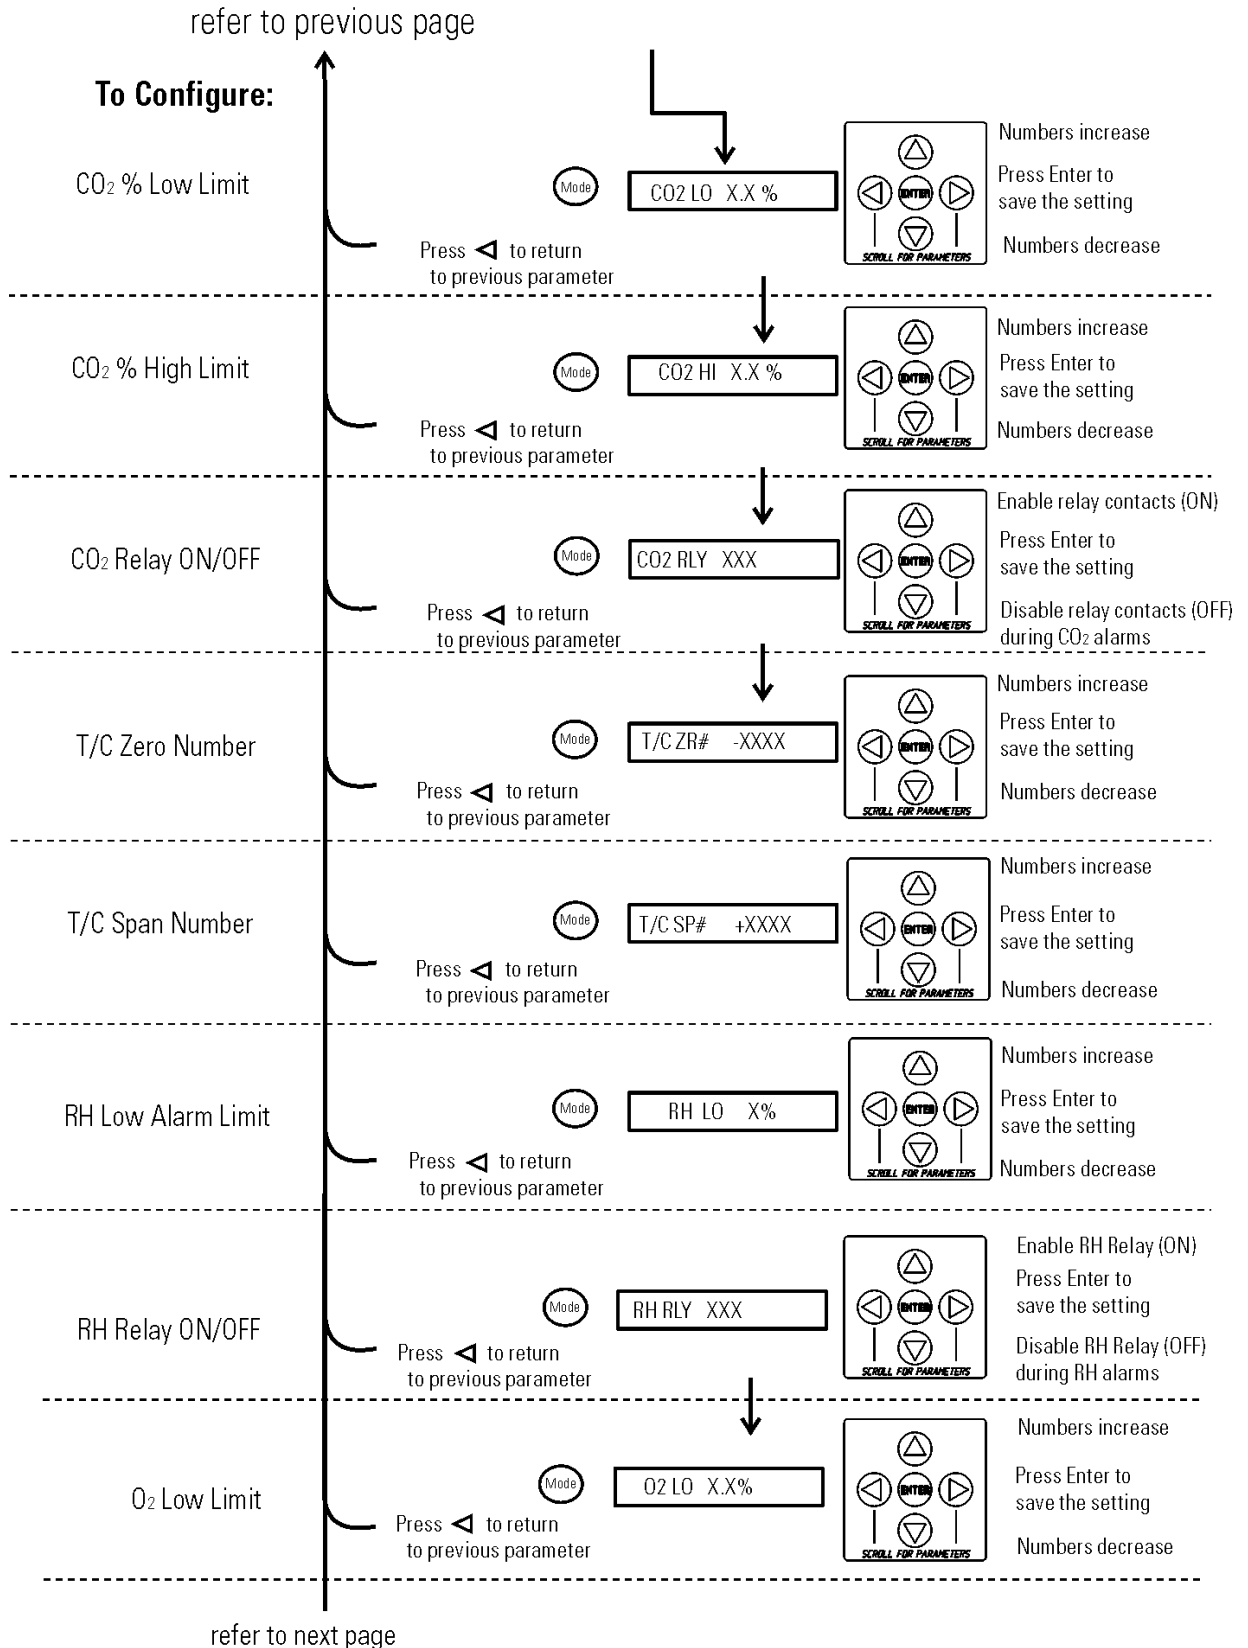 refer to previous page
To Configure:
CO2 % Low Limit
Mode
CO2 LO X.X %
ENTER
SCROLL FOR PARAMETERS
Numbers increase
Press Enter to
save the setting
Numbers decrease
Press to return
to previous parameter
CO2 % High Limit
Mode
CO2 HI X.X %
ENTER
SCROLL FOR PARAMETERS
Numbers increase
Press Enter to
save the setting
Numbers decrease
Press to return
to previous parameter
CO2 Relay ON/OFF
Mode
CO2 RLY XXX
ENTER
SCROLL FOR PARAMETERS
Enable relay contacts (ON)
Press Enter to
save the setting
Disable relay contacts (OFF)
during CO2 alarms
Press to return
to previous parameter
T/C Zero Number
Mode
T/C ZR# -XXXX
ENTER
SCROLL FOR PARAMETERS
Numbers increase
Press Enter to
save the setting
Numbers decrease
Press to return
to previous parameter
T/C Span Number
Mode
T/C SP# +XXXX
ENTER
SCROLL FOR PARAMETERS
Numbers increase
Press Enter to
save the setting
Numbers decrease
Press to return
to previous parameter
RH Low Alarm Limit
Mode
RH LO X%
ENTER
SCROLL FOR PARAMETERS
Numbers increase
Press Enter to
save the setting
Numbers decrease
Press to return
to previous parameter
RH Relay ON/OFF
Mode
RH RLY XXX
ENTER
SCROLL FOR PARAMETERS
Enable RH Relay (ON)
Press Enter to
save the setting
Disable RH Relay (OFF)
during RH alarms
Press to return
to previous parameter
O2 Low Limit
Mode
O2 LO X.X%
ENTER
SCROLL FOR PARAMETERS
Numbers increase
Press Enter to
save the setting
Numbers decrease
Press to return
to previous parameter
refer to next page